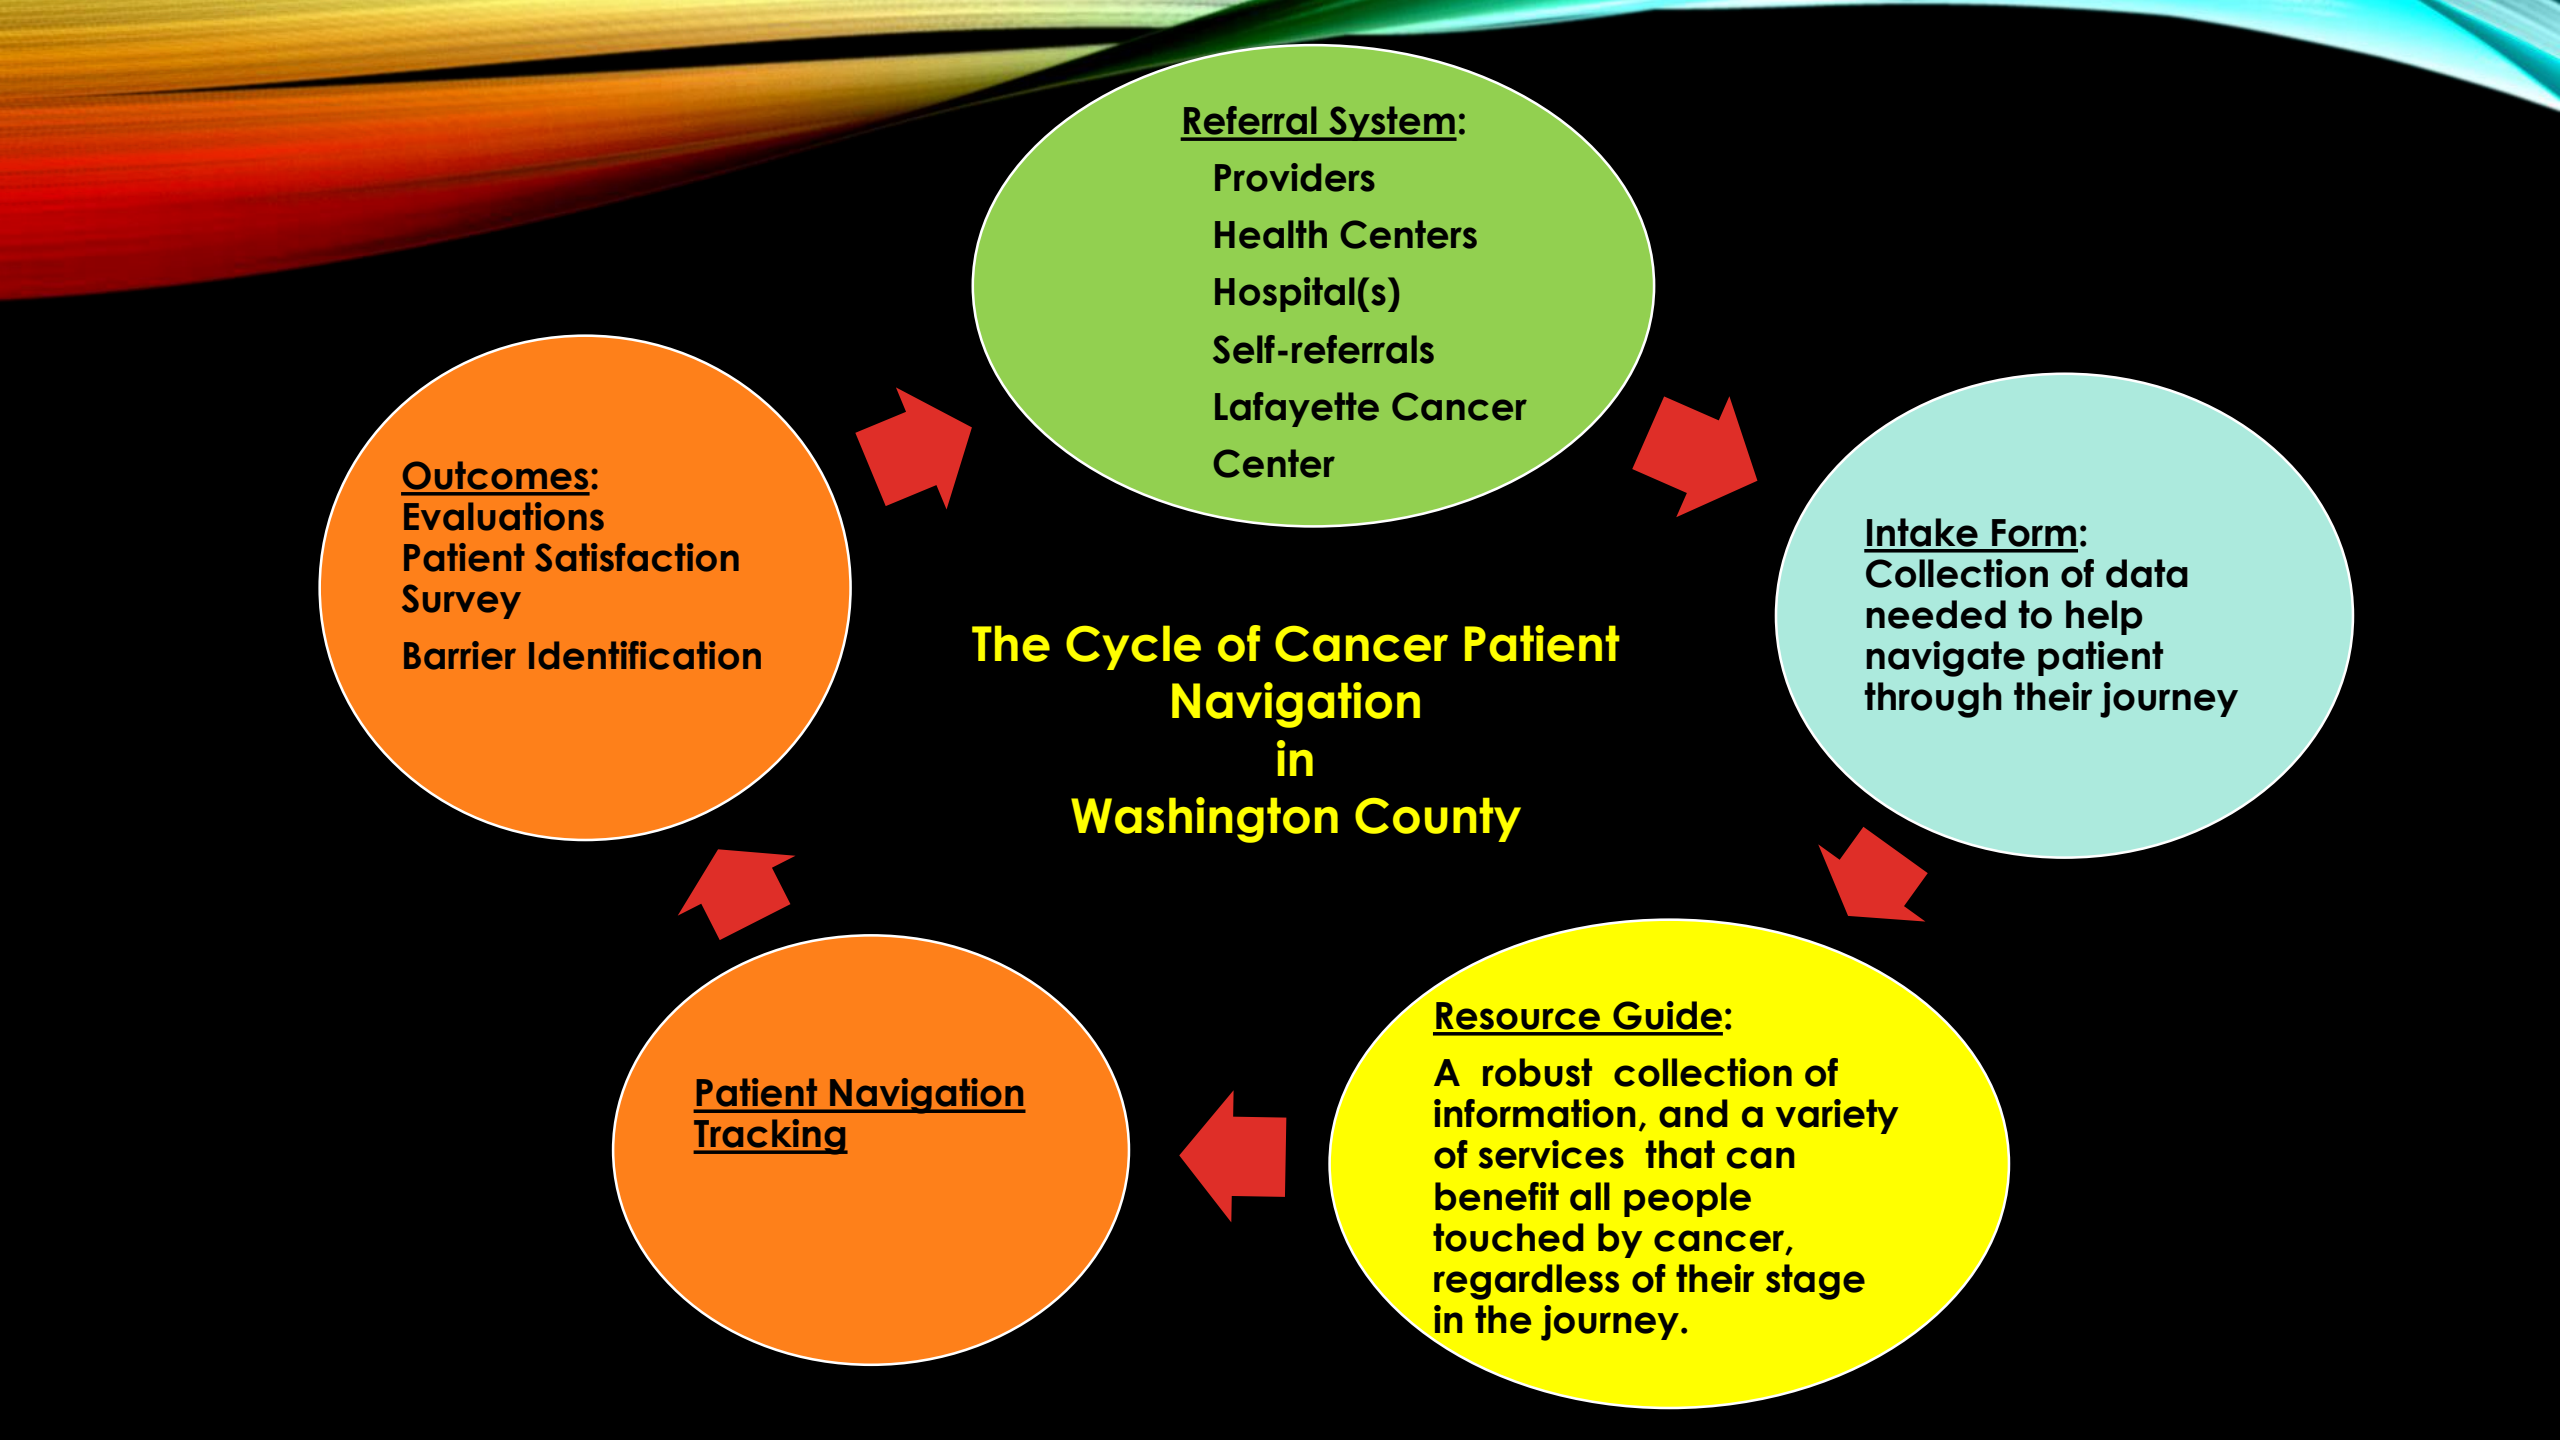 Referral System:
Providers
Health Centers
Hospital(s)
Self-referrals
Lafayette Cancer
Center
Intake Form:
Collection of data
needed to help
navigate patient
through their journey
Resource Guide:
A robust collection of
information, and a variety
of services that can
benefit all people
touched by cancer,
regardless of their stage
in the journey.
Patient Navigation
Tracking
Outcomes:
Evaluations
Patient Satisfaction
Survey
Barrier Identification
The Cycle of Cancer Patient
Navigation
in
Washington County